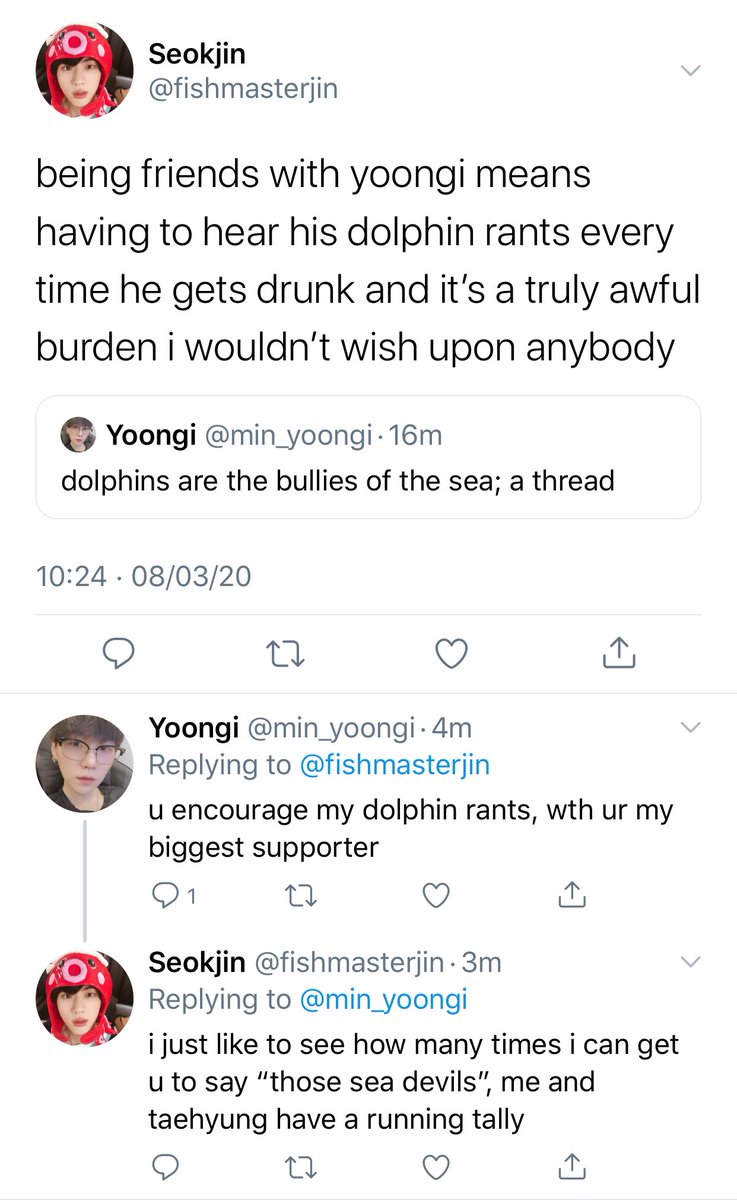 Seokjin
@fishmasterjin
being friends with yoongi means
having to hear his dolphin rants every
time he gets drunk and it’s a truly awful
burden i wouldn’t wish upon anybody
Yoongi @min_yoongi · 16m
dolphins are the bullies of the sea; a thread
10:24 · 08/03/20
Yoongi @min_yoongi · 4m
Replying to @fishmasterjin
u encourage my dolphin rants, wth ur my
biggest supporter
1
Seokjin @fishmasterjin · 3m
Replying to @min_yoongi
i just like to see how many times i can get
u to say “those sea devils”, me and
taehyung have a running tally